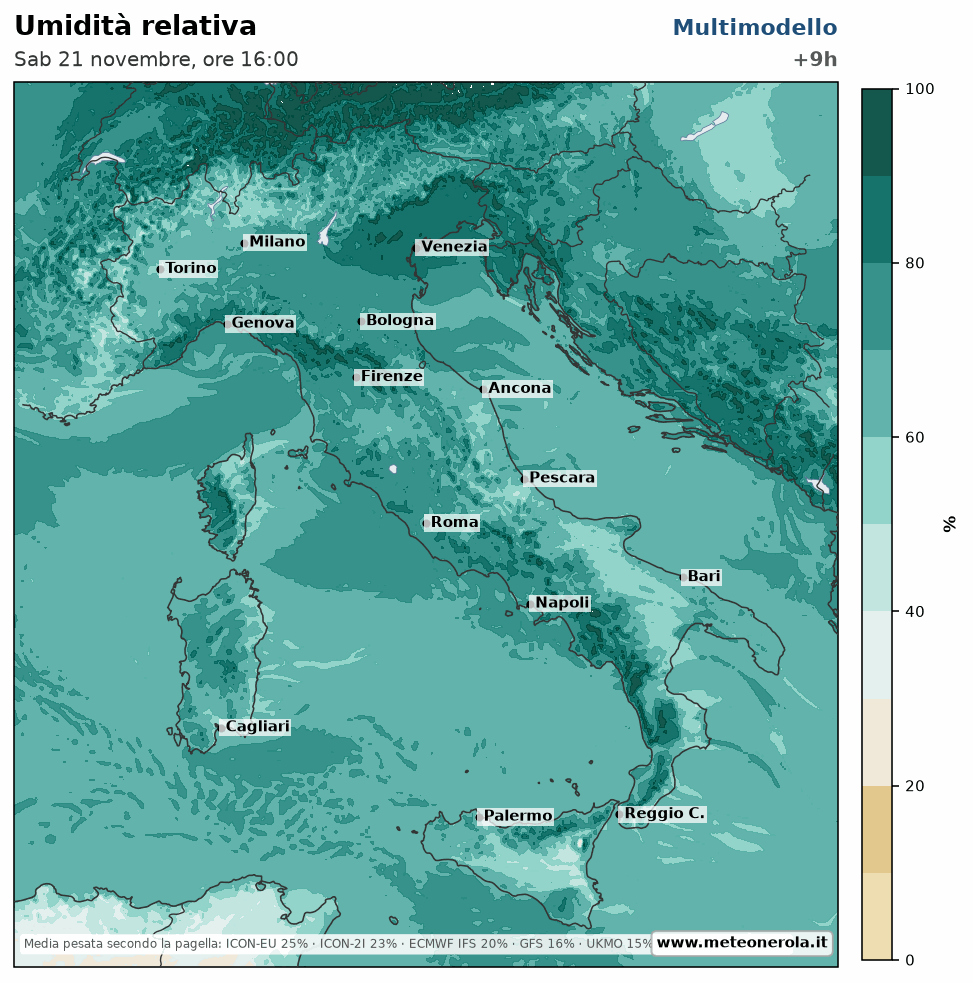 Umidità relativa
Multimodello
Sab 21 novembre, ore 16:00
+9h
100
80
60
40
20
0
%
Milano
Venezia
Torino
Genova
Bologna
Firenze
Ancona
Pescara
Roma
Bari
Napoli
Cagliari
Palermo
Reggio C.
Media pesata secondo la pagella: ICON-EU 25% · ICON-2I 23% · ECMWF IFS 20% · GFS 16% · UKMO 15%
www.meteonerola.it